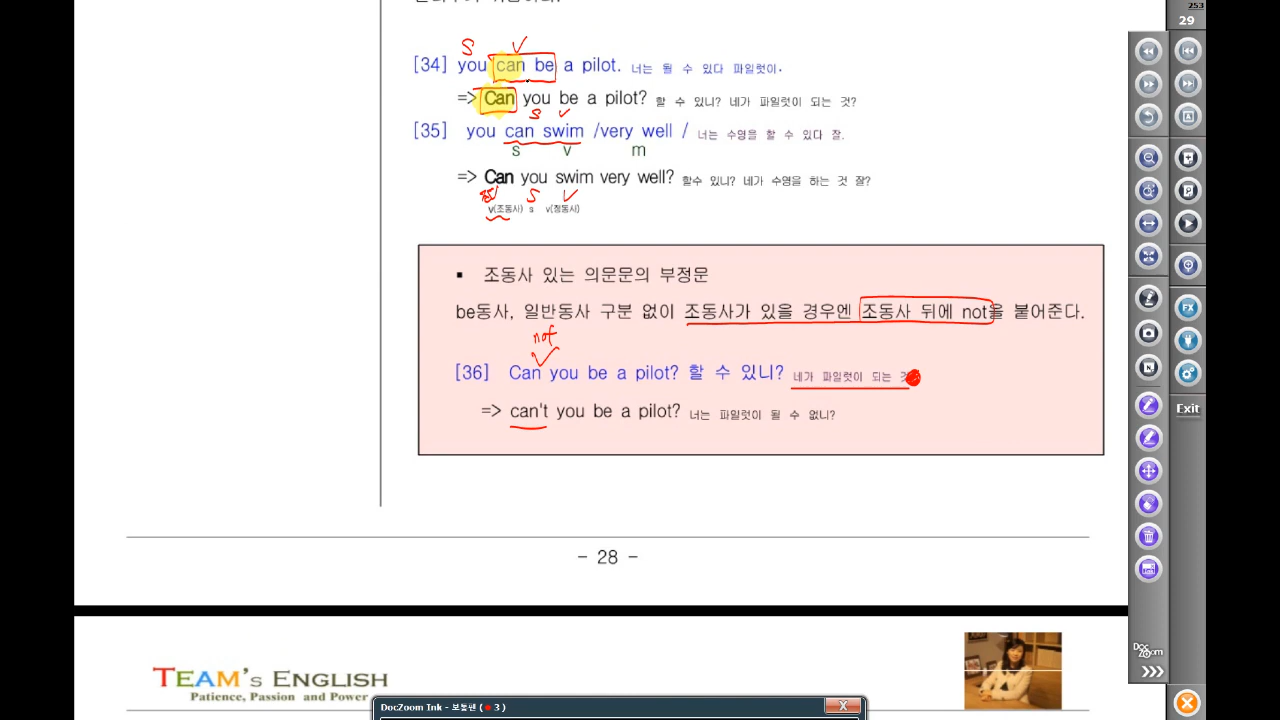 253
29
S V
[34] you can be a pilot. 너는 될 수 있다 파일럿이.
=> Can you be a pilot? 할 수 있니? 네가 파일럿이 되는 것?
S V
[35] you can swim /very well / 너는 수영을 할 수 있다 잘.
s v m
=> Can you swim very well? 할수 있니? 네가 수영을 하는 것 잘?
S V
v(조동사) s v(정동사)
▪ 조동사 있는 의문문의 부정문
be동사, 일반동사 구분 없이 조동사가 있을 경우엔 조동사 뒤에 not을 붙어준다.
not
[36] Can you be a pilot? 할 수 있니? 네가 파일럿이 되는 것
=> can't you be a pilot? 너는 파일럿이 될 수 없니?
Exit
- 28 -
Doc Zoom
TEAM's ENGLISH
Patience, Passion and Power
DocZoom Ink - 보통펜 ( 3 )